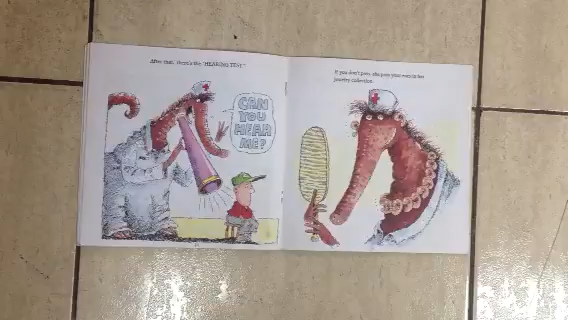 After that, there's the "HEARING TEST."
CAN
YOU
HEAR
ME?
If you don't pass, she puts your ears in her
jewelry collection.